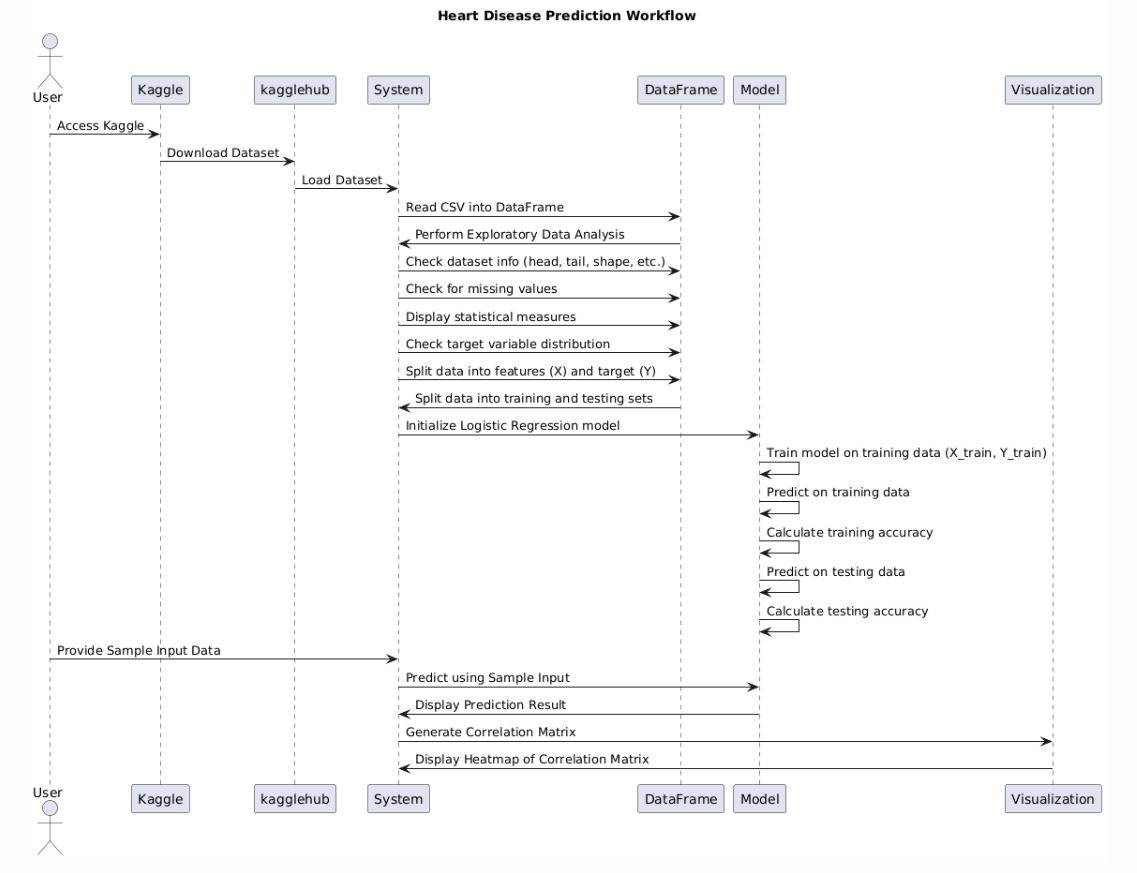 Heart Disease Prediction Workflow
User
Kaggle
kagglehub
System
DataFrame
Model
Visualization
Access Kaggle
Download Dataset
Load Dataset
Read CSV into DataFrame
Perform Exploratory Data Analysis
Check dataset info (head, tail, shape, etc.)
Check for missing values
Display statistical measures
Check target variable distribution
Split data into features (X) and target (Y)
Split data into training and testing sets
Initialize Logistic Regression model
Train model on training data (X_train, Y_train)
Predict on training data
Calculate training accuracy
Predict on testing data
Calculate testing accuracy
Provide Sample Input Data
Predict using Sample Input
Display Prediction Result
Generate Correlation Matrix
Display Heatmap of Correlation Matrix
User
Kaggle
kagglehub
System
DataFrame
Model
Visualization